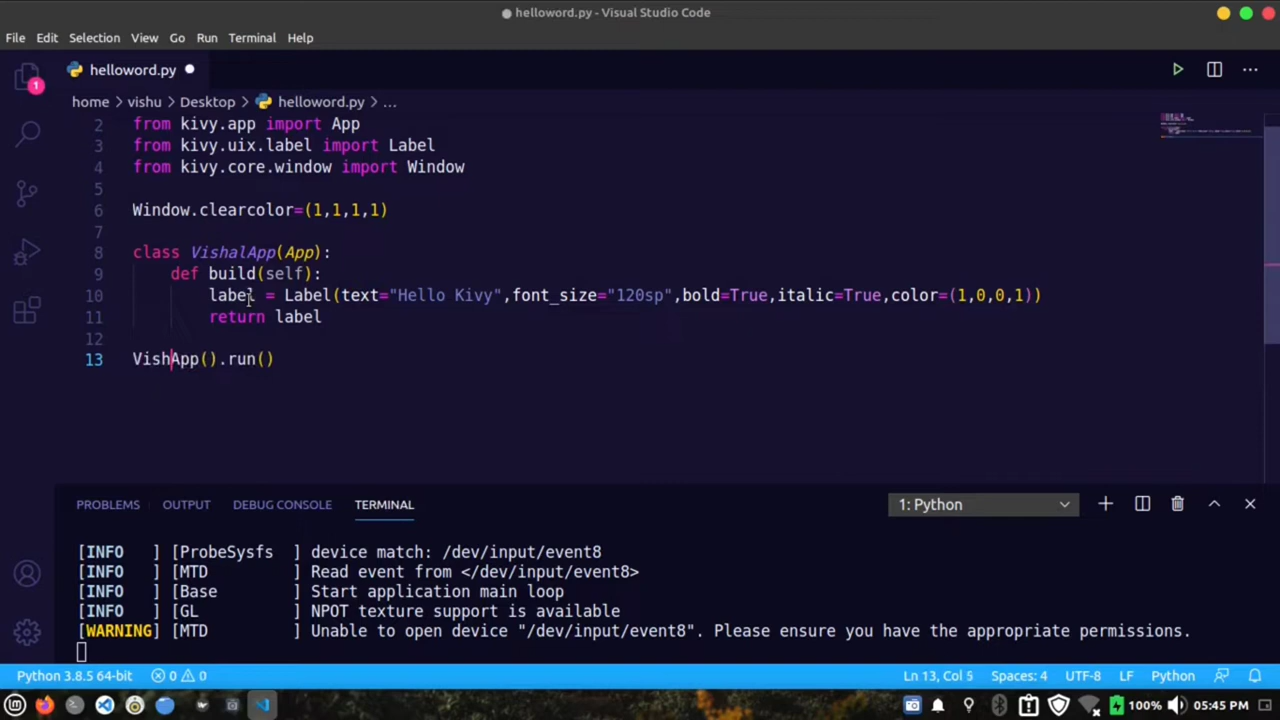 helloword.py - Visual Studio Code
File Edit Selection View Go Run Terminal Help
1
helloword.py
home > vishu > Desktop > helloword.py > ...
2 from kivy.app import App
3 from kivy.uix.label import Label
4 from kivy.core.window import Window
5
6 Window.clearcolor=(1,1,1,1)
7
8 class VishalApp(App):
9 def build(self):
10 label = Label(text="Hello Kivy",font_size="120sp",bold=True,italic=True,color=(1,0,0,1))
11 return label
12
13 VishApp().run()
PROBLEMS OUTPUT DEBUG CONSOLE TERMINAL 1: Python
[INFO   ] [ProbeSysfs  ] device match: /dev/input/event8
[INFO   ] [MTD         ] Read event from </dev/input/event8>
[INFO   ] [Base        ] Start application main loop
[INFO   ] [GL          ] NPOT texture support is available
[WARNING] [MTD         ] Unable to open device "/dev/input/event8". Please ensure you have the appropriate permissions.
Python 3.8.5 64-bit 0 0 Ln 13, Col 5 Spaces: 4 UTF-8 LF Python
100% 05:45 PM